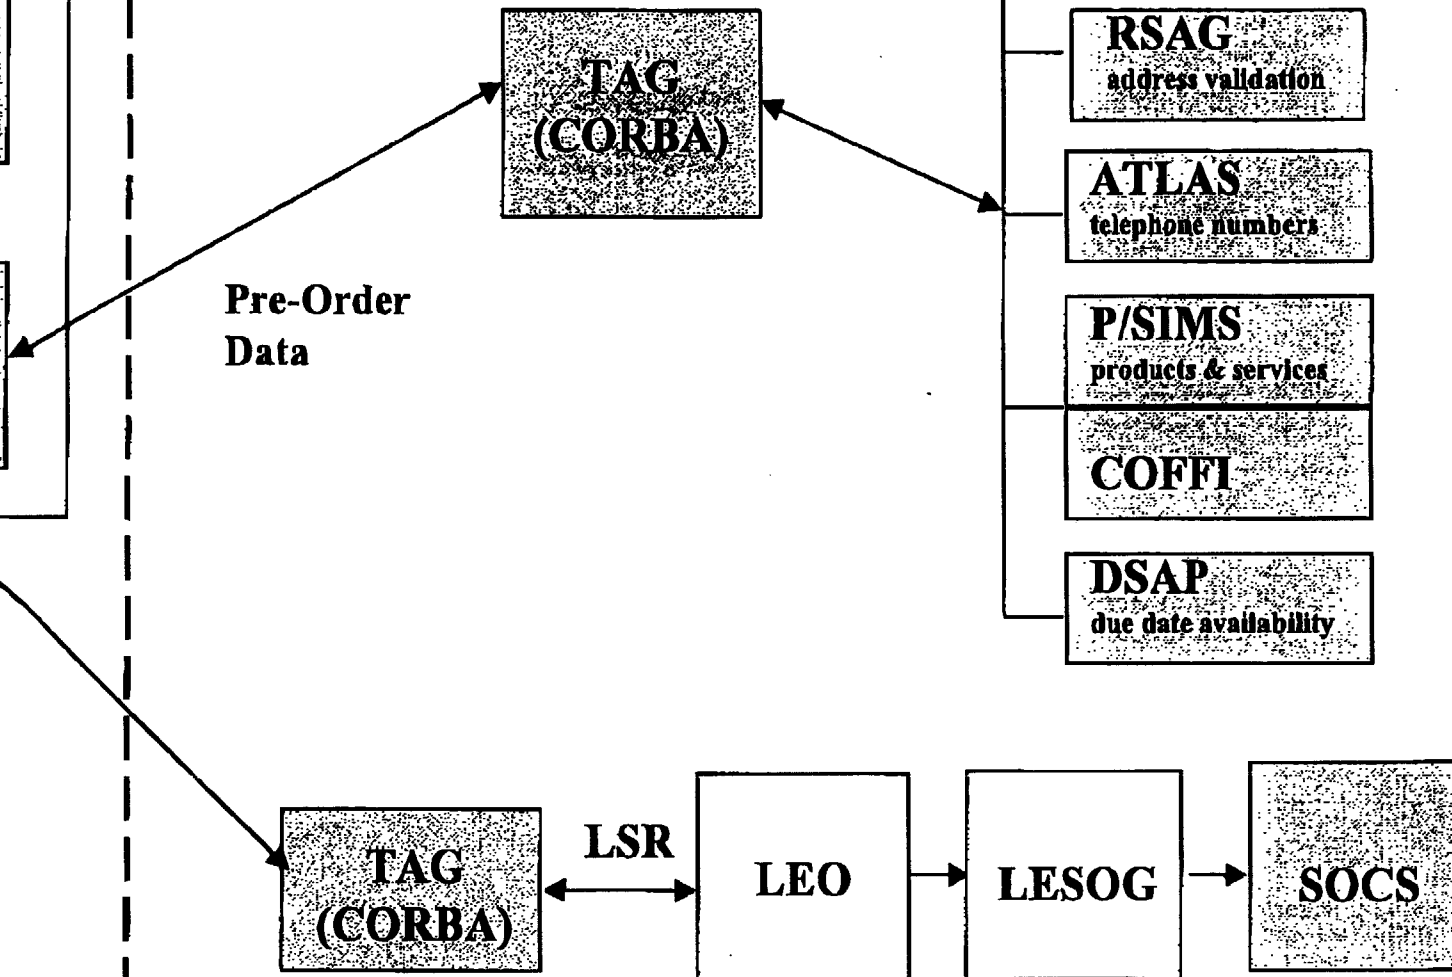 TAG
(CORBA)
RSAG
address validation
ATLAS
telephone numbers
Pre-Order
Data
P/SIMS
products & services
COFFI
DSAP
due date availability
TAG
(CORBA)
LSR
LEO
LESOG
SOCS